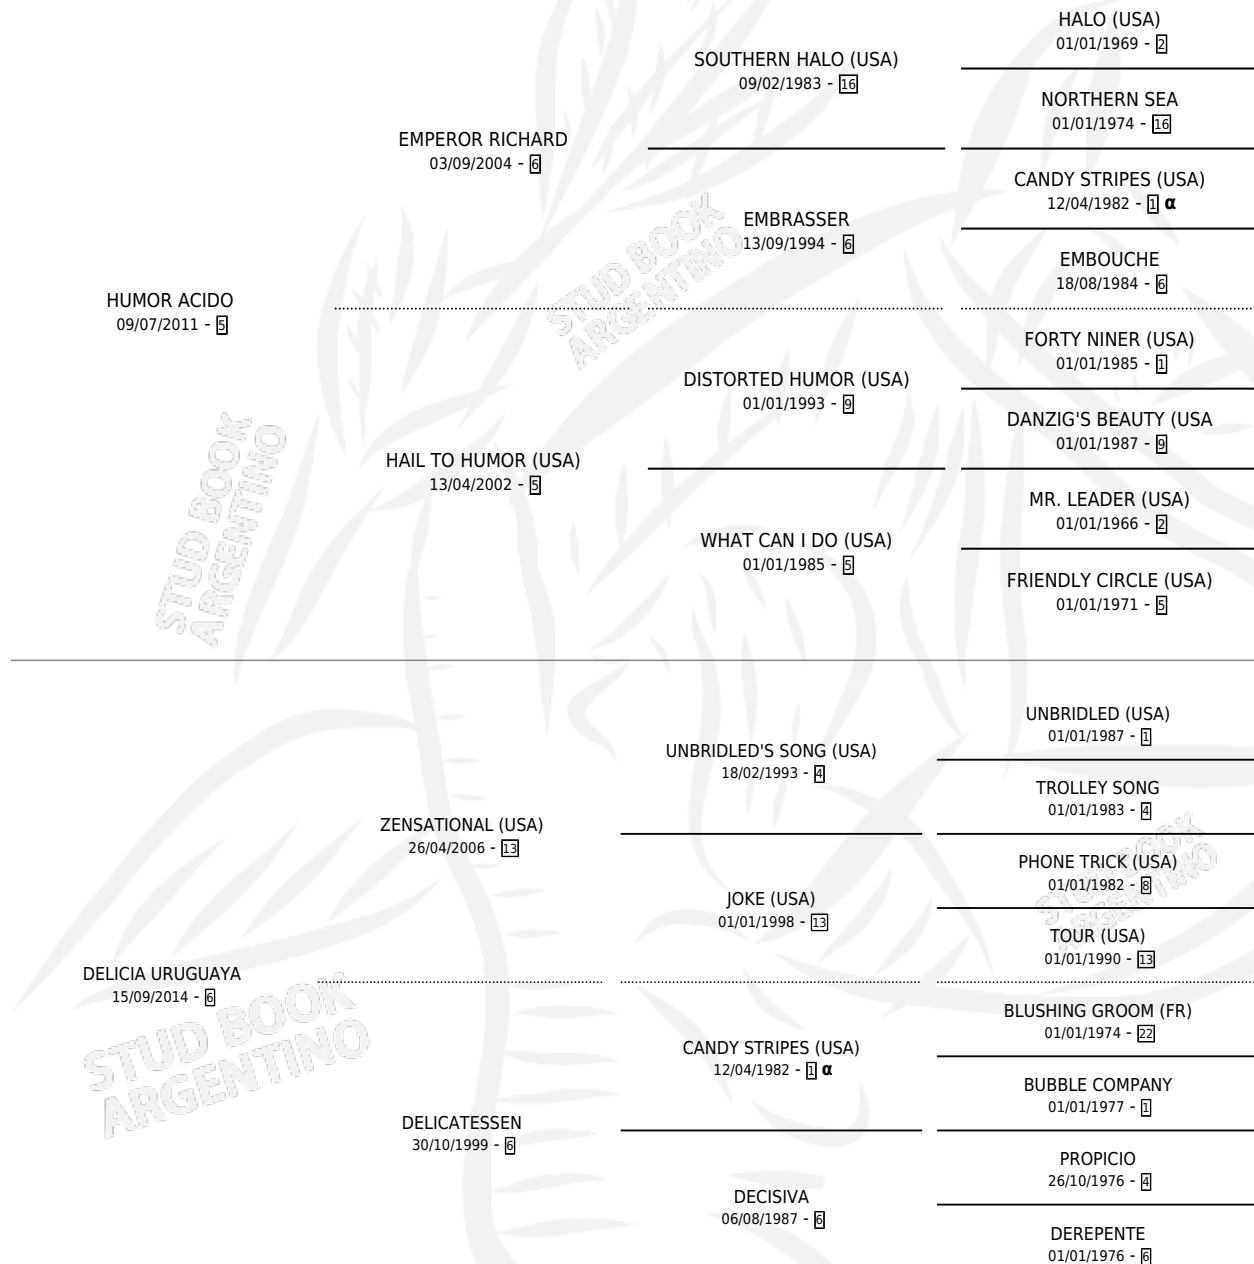 HALO (USA)
01/01/1969 - 2
SOUTHERN HALO (USA)
09/02/1983 - 16
NORTHERN SEA
01/01/1974 - 16
EMPEROR RICHARD
03/09/2004 - 6
CANDY STRIPES (USA)
12/04/1982 - 1 α
EMBRASSER
13/09/1994 - 6
EMBOUCHE
18/08/1984 - 6
HUMOR ACIDO
09/07/2011 - 5
FORTY NINER (USA)
01/01/1985 - 1
DISTORTED HUMOR (USA)
01/01/1993 - 9
DANZIG'S BEAUTY (USA
01/01/1987 - 9
HAIL TO HUMOR (USA)
13/04/2002 - 5
MR. LEADER (USA)
01/01/1966 - 2
WHAT CAN I DO (USA)
01/01/1985 - 5
FRIENDLY CIRCLE (USA)
01/01/1971 - 5
UNBRIDLED (USA)
01/01/1987 - 1
UNBRIDLED'S SONG (USA)
18/02/1993 - 4
TROLLEY SONG
01/01/1983 - 4
ZENSATIONAL (USA)
26/04/2006 - 13
PHONE TRICK (USA)
01/01/1982 - 8
JOKE (USA)
01/01/1998 - 13
TOUR (USA)
01/01/1990 - 13
DELICIA URUGUAYA
15/09/2014 - 6
BLUSHING GROOM (FR)
01/01/1974 - 22
CANDY STRIPES (USA)
12/04/1982 - 1 α
BUBBLE COMPANY
01/01/1977 - 1
DELICATESSEN
30/10/1999 - 6
PROPICIO
26/10/1976 - 4
DECISIVA
06/08/1987 - 6
DEREPENTE
01/01/1976 - 6
STUD BOOK
ARGENTINO
STUD BOOK
ARGENTINO
STUD BOOK
ARGENTINO
STUD BOOK
ARGENTINO